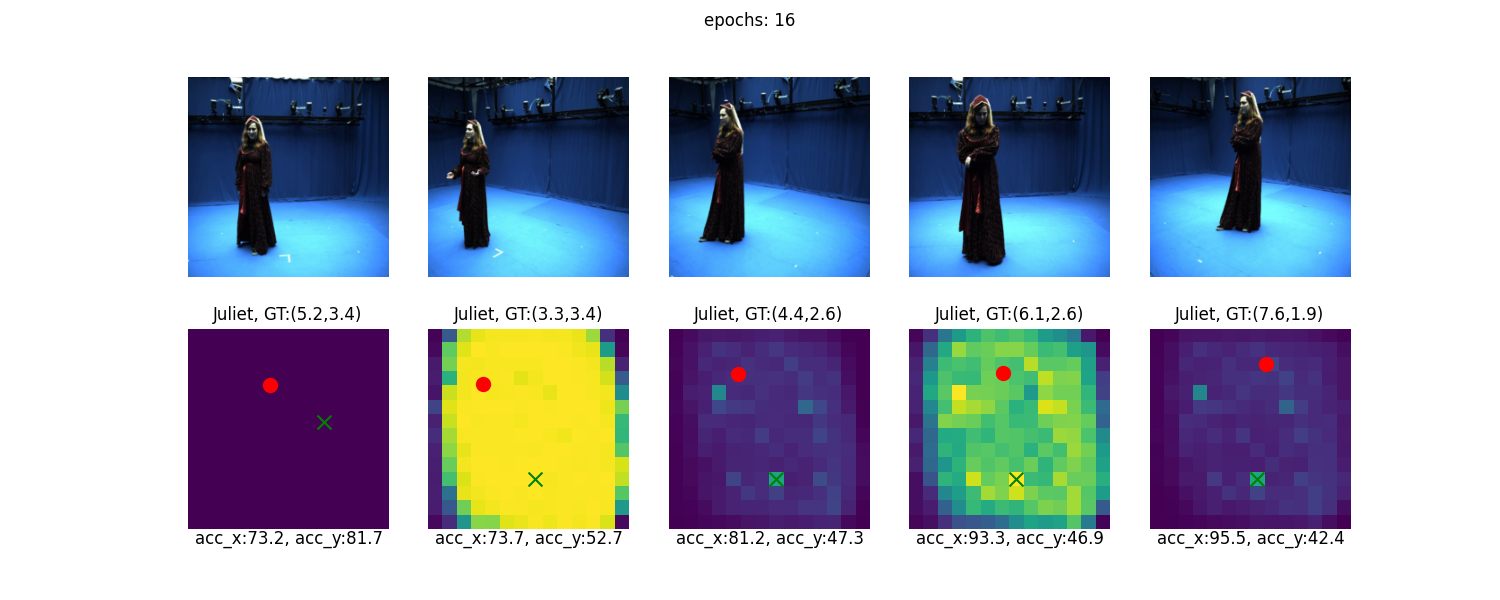 epochs: 16
Juliet, GT:(5.2,3.4)
Juliet, GT:(3.3,3.4)
Juliet, GT:(4.4,2.6)
Juliet, GT:(6.1,2.6)
Juliet, GT:(7.6,1.9)
acc_x:73.2, acc_y:81.7
acc_x:73.7, acc_y:52.7
acc_x:81.2, acc_y:47.3
acc_x:93.3, acc_y:46.9
acc_x:95.5, acc_y:42.4